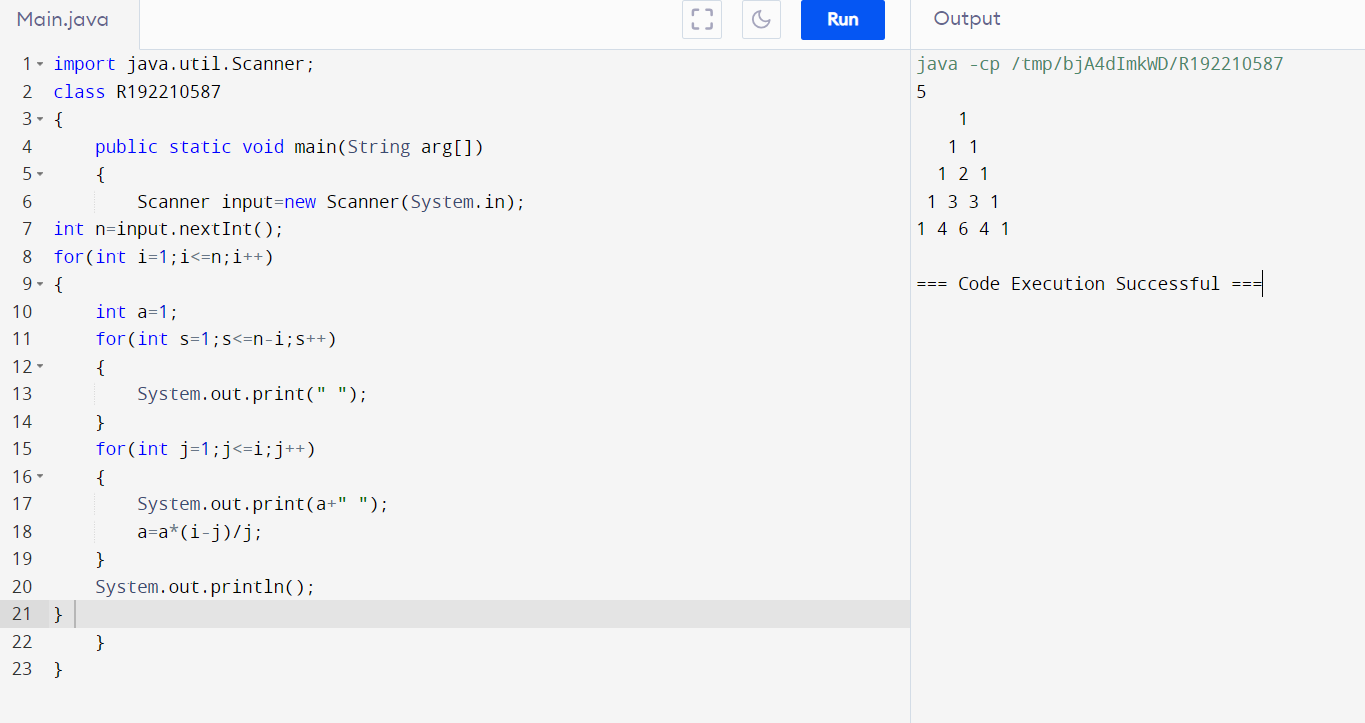 Main.java
Run
Output
1 import java.util.Scanner;
2 class R192210587
3 {
4     public static void main(String arg[])
5     {
6         Scanner input=new Scanner(System.in);
7 int n=input.nextInt();
8 for(int i=1;i<=n;i++)
9 {
10     int a=1;
11     for(int s=1;s<=n-i;s++)
12     {
13         System.out.print(" ");
14     }
15     for(int j=1;j<=i;j++)
16     {
17         System.out.print(a+" ");
18         a=a*(i-j)/j;
19     }
20     System.out.println();
21 }
22     }
23 }
java -cp /tmp/bjA4dImkWD/R192210587
5
    1
   1 1
  1 2 1
 1 3 3 1
1 4 6 4 1
=== Code Execution Successful ===